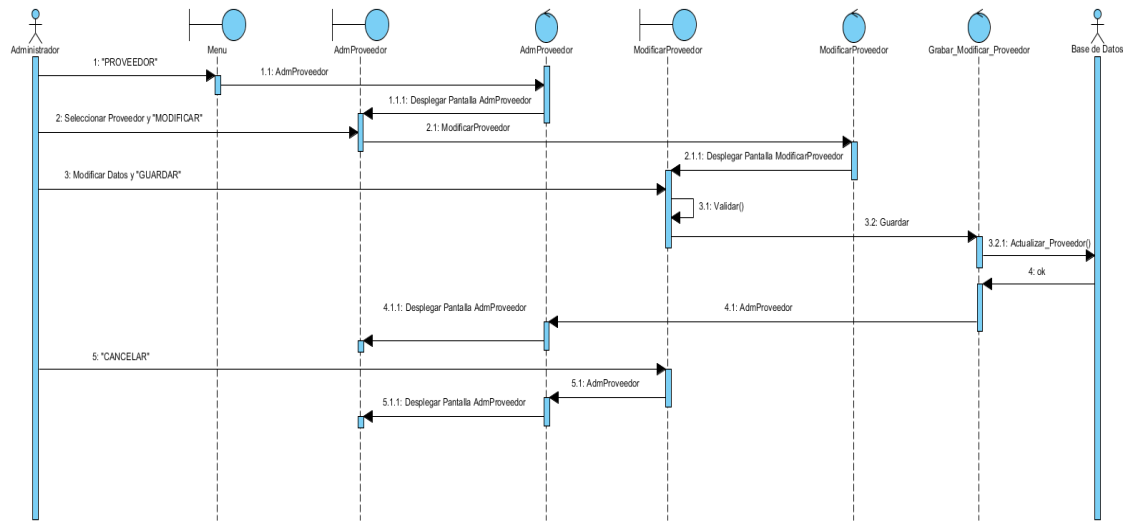 Administrador
Menu
AdmProveedor
AdmProveedor
ModificarProveedor
ModificarProveedor
Grabar_Modificar_Proveedor
Base de Datos
1: "PROVEEDOR"
1.1: AdmProveedor
1.1.1: Desplegar Pantalla AdmProveedor
2: Seleccionar Proveedor y "MODIFICAR"
2.1: ModificarProveedor
2.1.1: Desplegar Pantalla ModificarProveedor
3: Modificar Datos y "GUARDAR"
3.1: Validar()
3.2: Guardar
3.2.1: Actualizar_Proveedor()
4: ok
4.1: AdmProveedor
4.1.1: Desplegar Pantalla AdmProveedor
5: "CANCELAR"
5.1: AdmProveedor
5.1.1: Desplegar Pantalla AdmProveedor